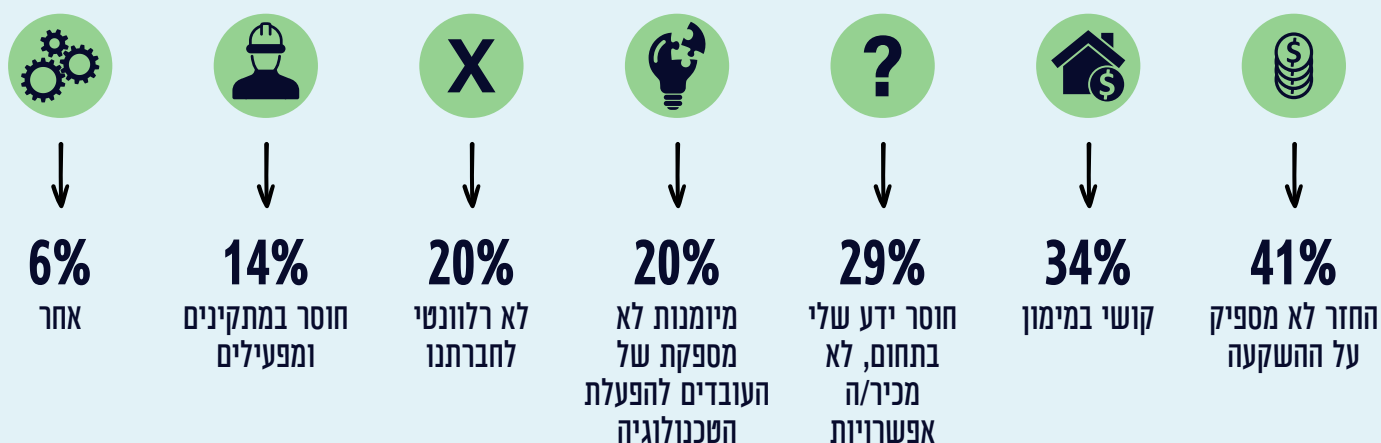 41%
החזר לא מספיק
על ההשקעה
34%
קושי במימון
?
29%
חוסר ידע שלי
בתחום, לא
מכיר/ה
אפשרויות
20%
מיומנות לא
מספקת של
העובדים להפעלת
הטכנולוגיה
X
20%
לא רלוונטי
לחברתנו
14%
חוסר במתקינים
ומפעילים
6%
אחר